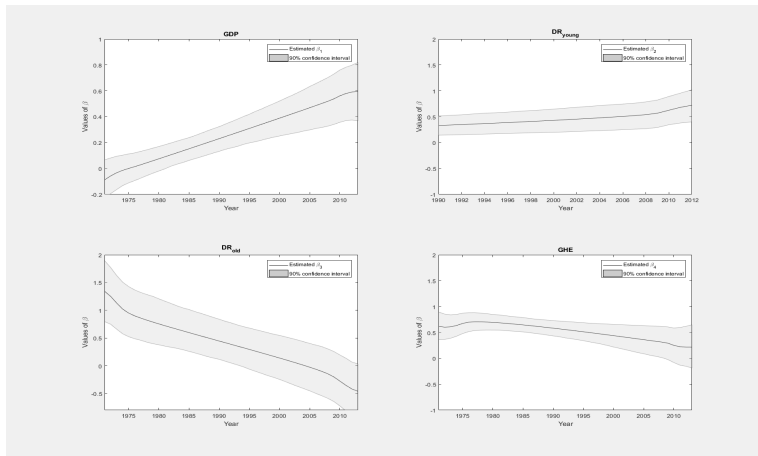 GDP
Estimated β1
90% confidence interval
Values of β
1
0.8
0.6
0.4
0.2
0
-0.2
1975 1980 1985 1990 1995 2000 2005 2010
Year
DRyoung
Estimated β2
90% confidence interval
Values of β
2
1.5
1
0.5
0
-0.5
-1
1990 1992 1994 1996 1998 2000 2002 2004 2006 2008 2010 2012
Year
DRold
Estimated β3
90% confidence interval
Values of β
2
1.5
1
0.5
0
-0.5
1975 1980 1985 1990 1995 2000 2005 2010
Year
GHE
Estimated β4
90% confidence interval
Values of β
2
1.5
1
0.5
0
-0.5
-1
1975 1980 1985 1990 1995 2000 2005 2010
Year